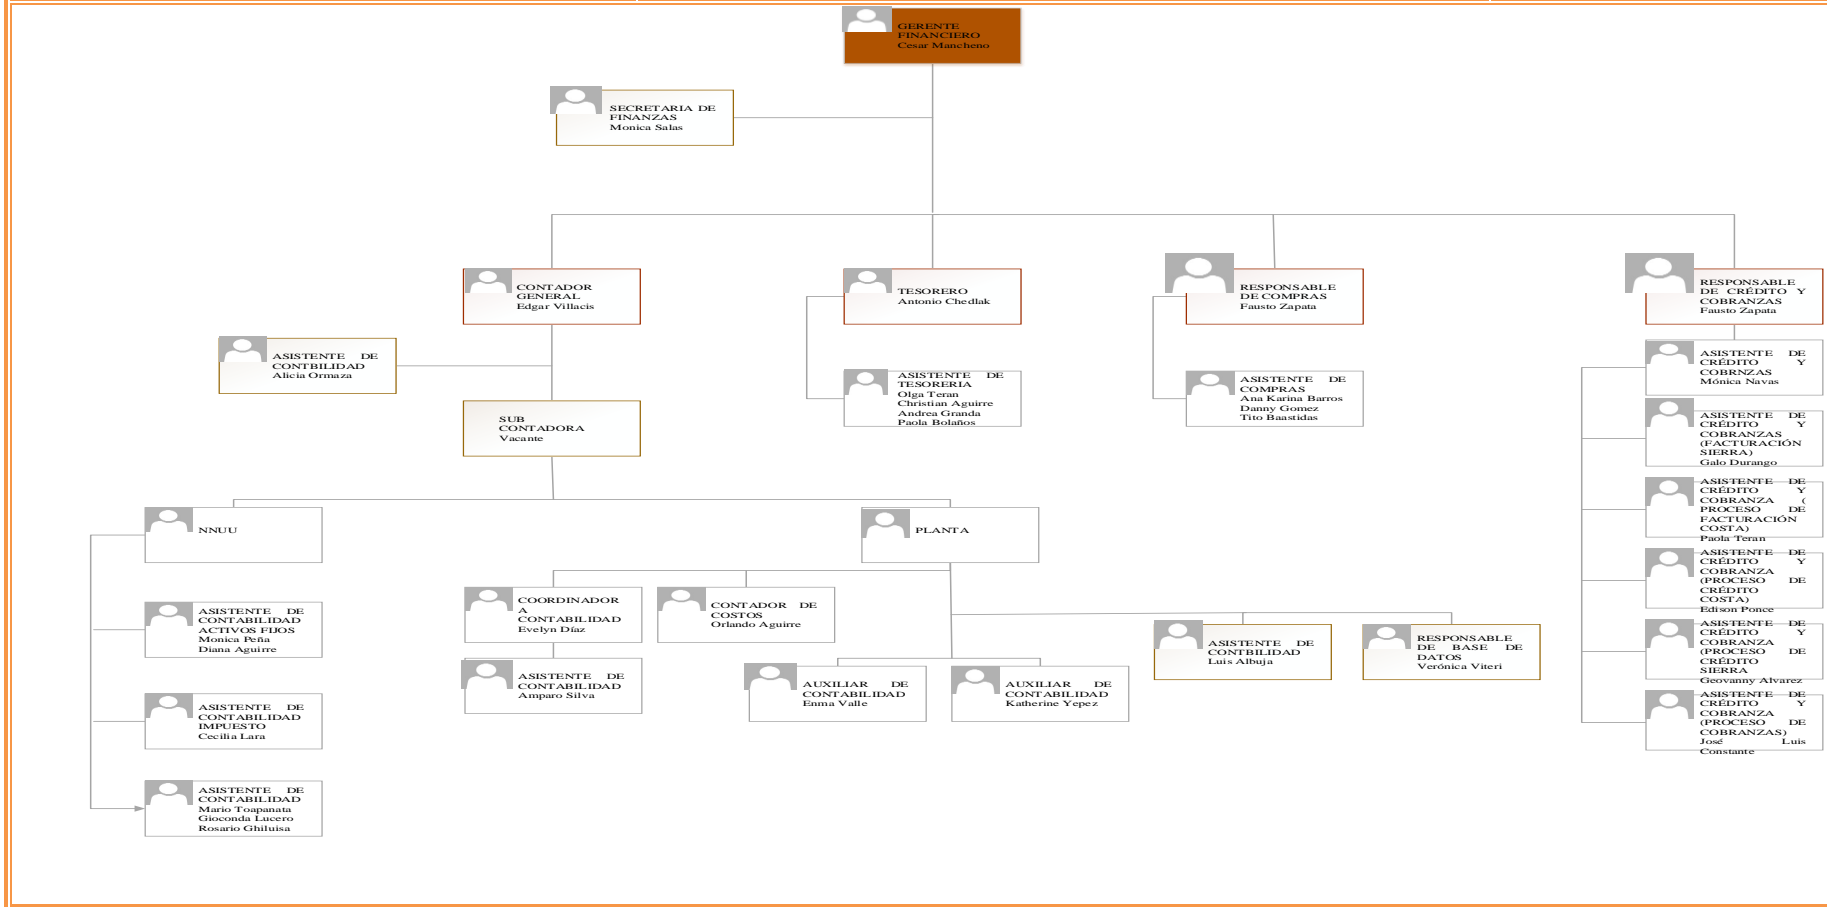 GERENTE
FINANCIERO
Cesar Mancheno
SECRETARIA DE
FINANZAS
Monica Salas
CONTADOR
GENERAL
Edgar Villacis
TESORERO
Antonio Chedlak
RESPONSABLE
DE COMPRAS
Fausto Zapata
RESPONSABLE
DE CRÉDITO Y
COBRANZAS
Fausto Zapata
ASISTENTE DE
CONTBILIDAD
Alicia Ormaza
SUB
CONTADORA
Vacante
ASISTENTE DE
TESORERIA
Olga Teran
Christian Aguirre
Andrea Granda
Paola Bolaños
ASISTENTE DE
COMPRAS
Ana Karina Barros
Danny Gomez
Tito Baastidas
ASISTENTE DE
CRÉDITO Y
COBRNZAS
Mónica Navas
ASISTENTE DE
CRÉDITO Y
COBRANZAS
(FACTURACIÓN
SIERRA)
Galo Durango
ASISTENTE DE
CRÉDITO Y
COBRANZA (
PROCESO DE
FACTURACIÓN
COSTA)
Paola Teran
ASISTENTE DE
CRÉDITO Y
COBRANZA
(PROCESO DE
CRÉDITO
COSTA)
Edison Ponce
ASISTENTE DE
CRÉDITO Y
COBRANZA
(PROCESO DE
CRÉDITO
SIERRA
Geovanny Alvarez
ASISTENTE DE
CRÉDITO Y
COBRANZA
(PROCESO DE
COBRANZAS)
José Luis
Constante
NNUU
PLANTA
ASISTENTE DE
CONTABILIDAD
ACTIVOS FIJOS
Monica Peña
Diana Aguirre
ASISTENTE DE
CONTABILIDAD
IMPUESTO
Cecilia Lara
ASISTENTE DE
CONTABILIDAD
Mario Toapanata
Gioconda Lucero
Rosario Ghiluisa
COORDINADOR
A
CONTABILIDAD
Evelyn Díaz
CONTADOR DE
COSTOS
Orlando Aguirre
ASISTENTE DE
CONTABILIDAD
Amparo Silva
AUXILIAR DE
CONTABILIDAD
Enma Valle
AUXILIAR DE
CONTABILIDAD
Katherine Yepez
ASISTENTE DE
CONTBILIDAD
Luis Albuja
RESPONSABLE
DE BASE DE
DATOS
Verónica Viteri